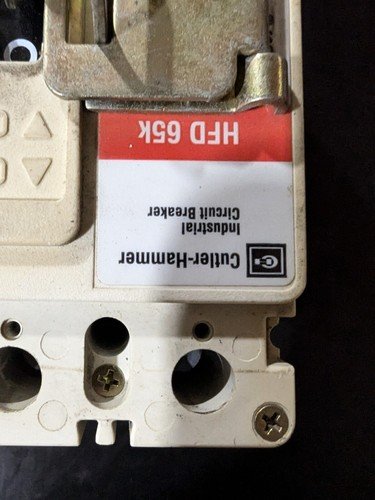 Cutler-Hammer
Industrial
Circuit Breaker
HFD 65k